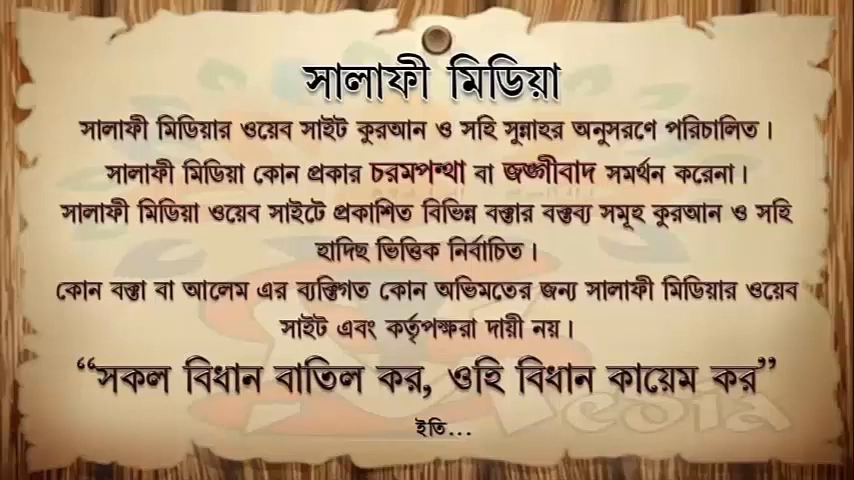 সালাফী মিডিয়া
সালাফী মিডিয়ার ওয়েব সাইট কুরআন ও সহি সুন্নাহর অনুসরণে পরিচালিত।
সালাফী মিডিয়া কোন প্রকার চরমপন্থা বা জঙ্গীবাদ সমর্থন করেনা।
সালাফী মিডিয়া ওয়েব সাইটে প্রকাশিত বিভিন্ন বক্তার বক্তব্য সমূহ কুরআন ও সহি
হাদিছ ভিত্তিক নির্বাচিত।
কোন বক্তা বা আলেম এর ব্যক্তিগত কোন অভিমতের জন্য সালাফী মিডিয়ার ওয়েব
সাইট এবং কর্তৃপক্ষরা দায়ী নয়।
“সকল বিধান বাতিল কর, ওহি বিধান কায়েম কর”
ইতি...